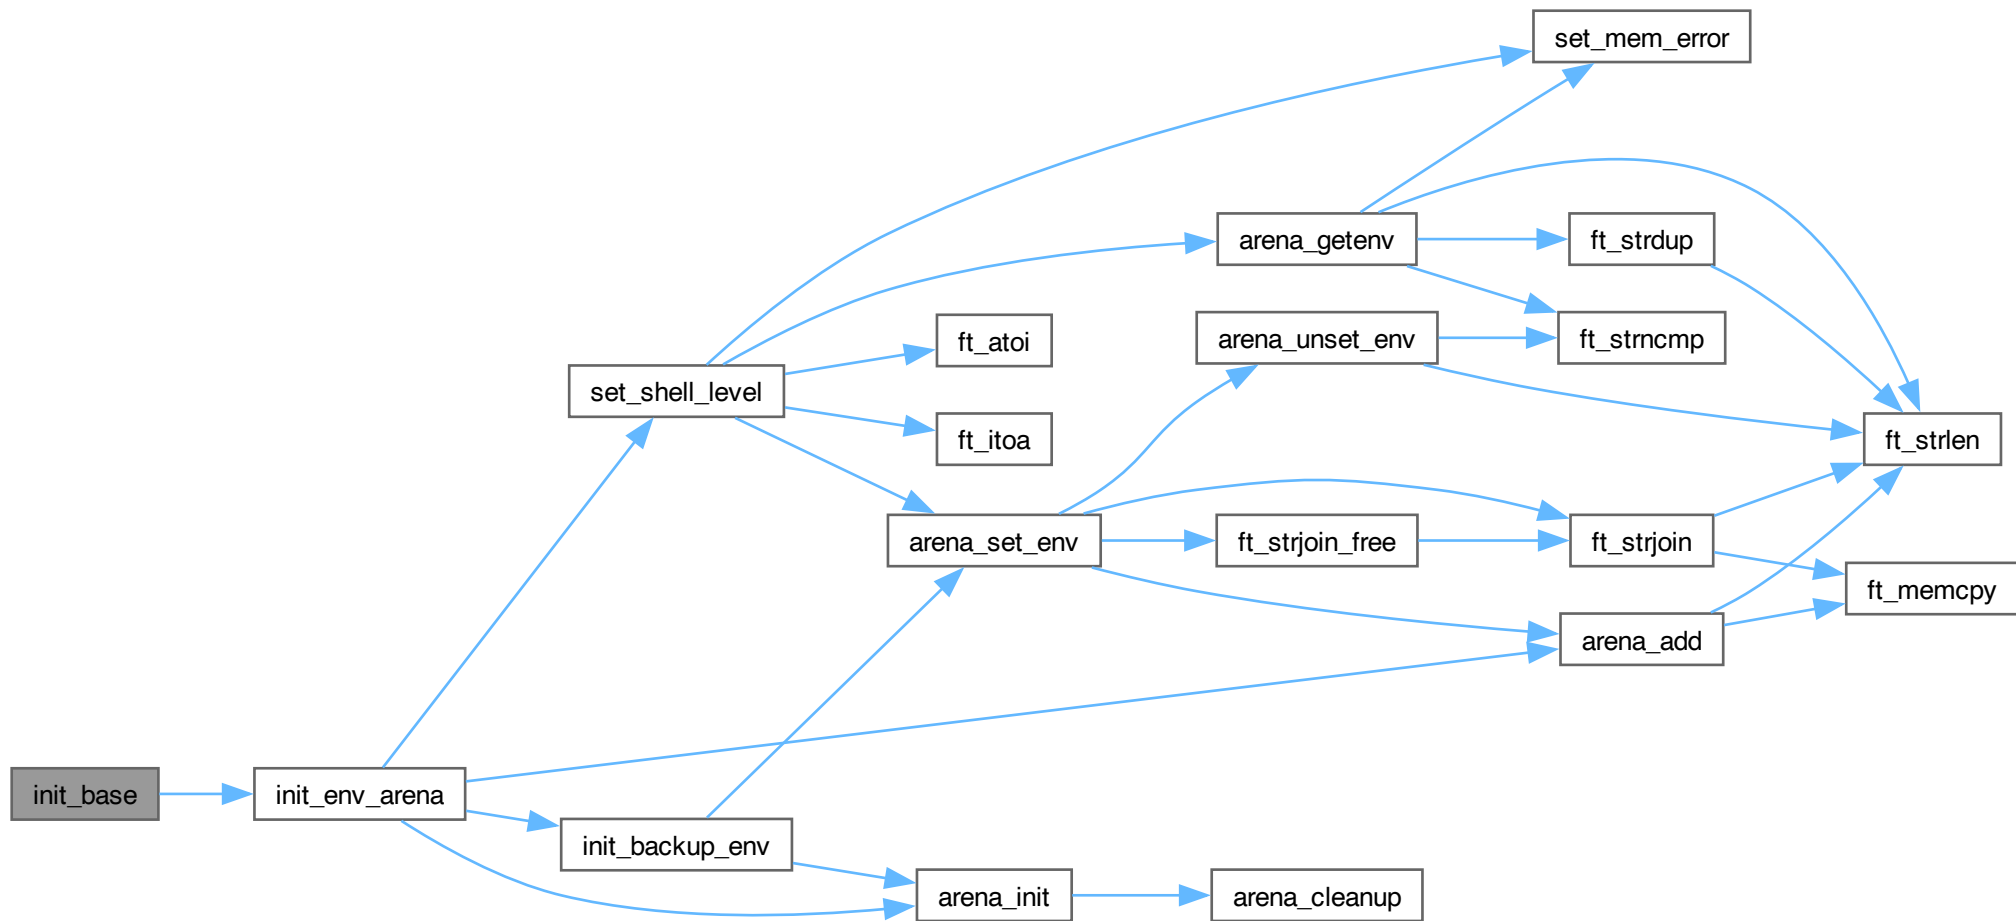 set_mem_error
arena_getenv
ft_strdup
ft_atoi
arena_unset_env
ft_strncmp
set_shell_level
ft_itoa
ft_strlen
arena_set_env
ft_strjoin_free
ft_strjoin
ft_memcpy
arena_add
init_base
init_env_arena
init_backup_env
arena_init
arena_cleanup